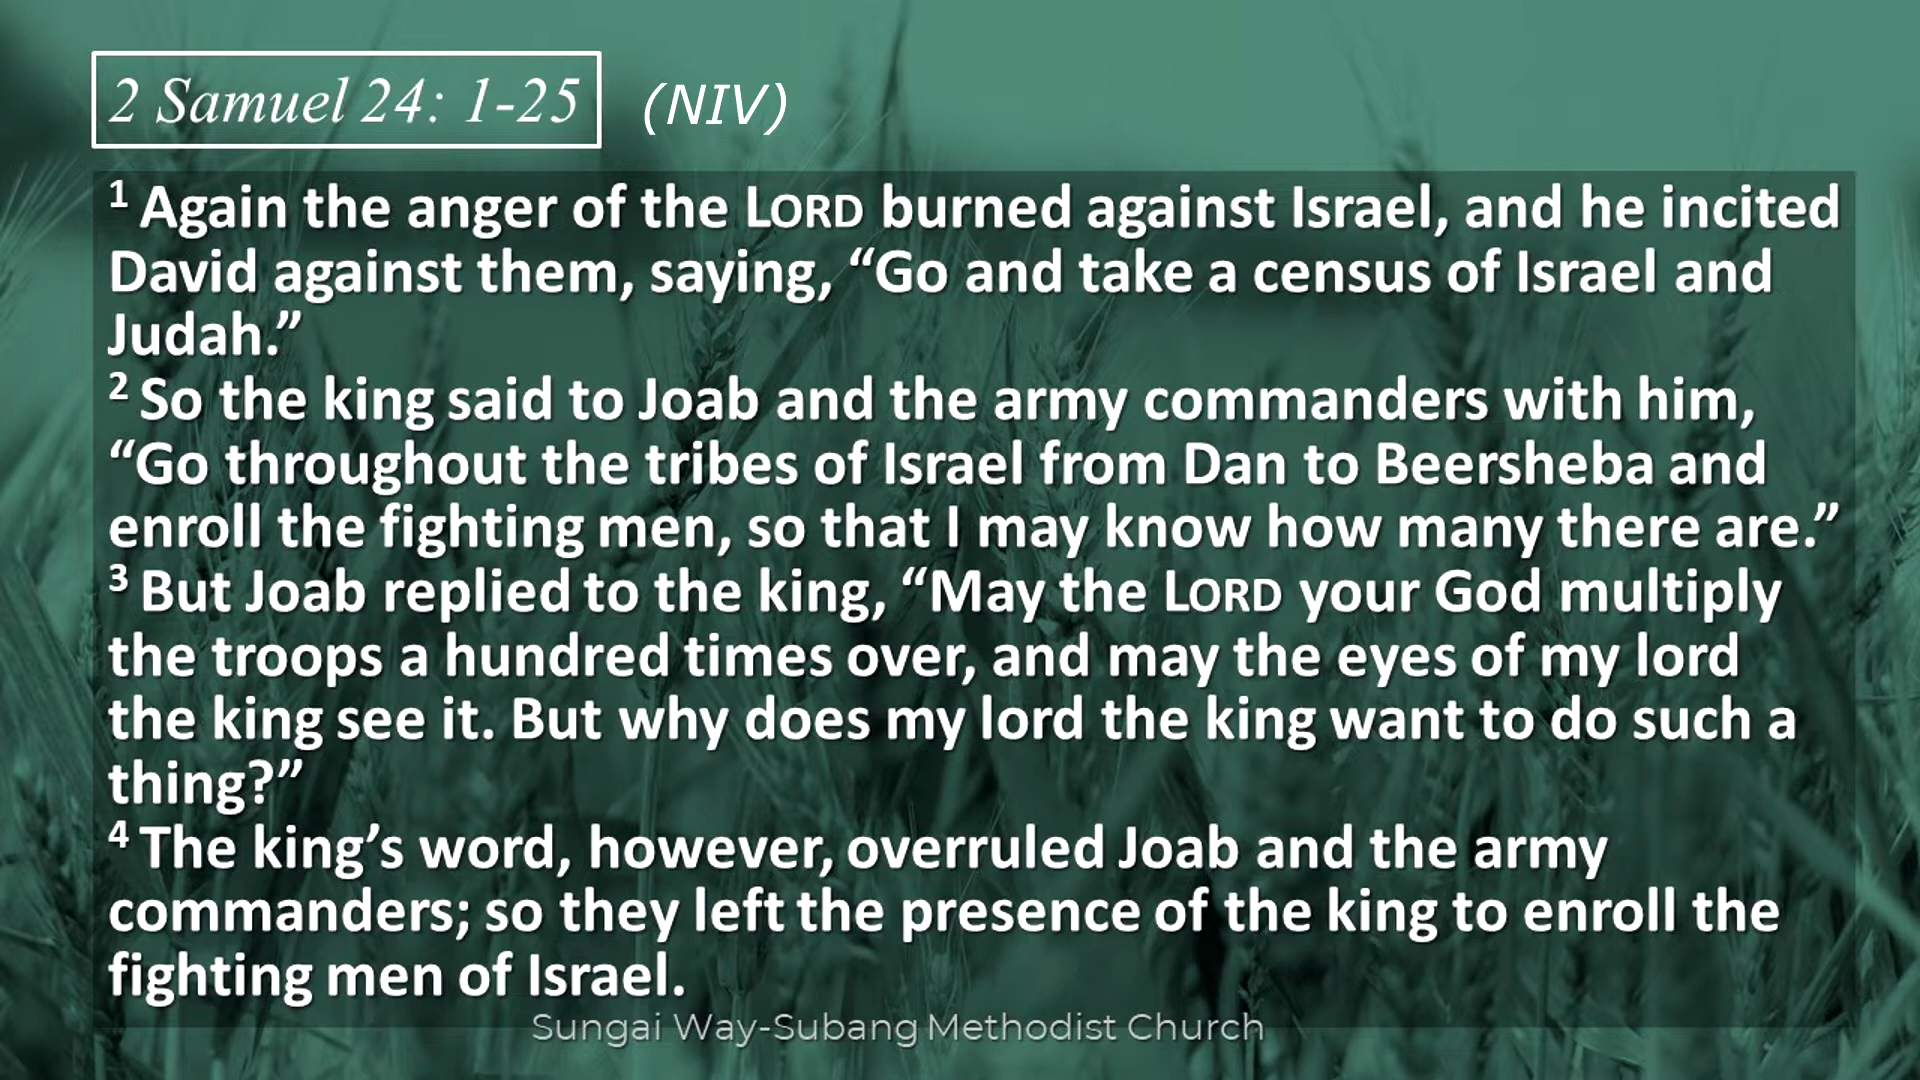 2 Samuel 24: 1-25 (NIV)
1 Again the anger of the LORD burned against Israel, and he incited
David against them, saying, “Go and take a census of Israel and
Judah.”
2 So the king said to Joab and the army commanders with him,
“Go throughout the tribes of Israel from Dan to Beersheba and
enroll the fighting men, so that I may know how many there are.”
3 But Joab replied to the king, “May the LORD your God multiply
the troops a hundred times over, and may the eyes of my lord
the king see it. But why does my lord the king want to do such a
thing?”
4 The king’s word, however, overruled Joab and the army
commanders; so they left the presence of the king to enroll the
fighting men of Israel.
Sungai Way-Subang Methodist Church